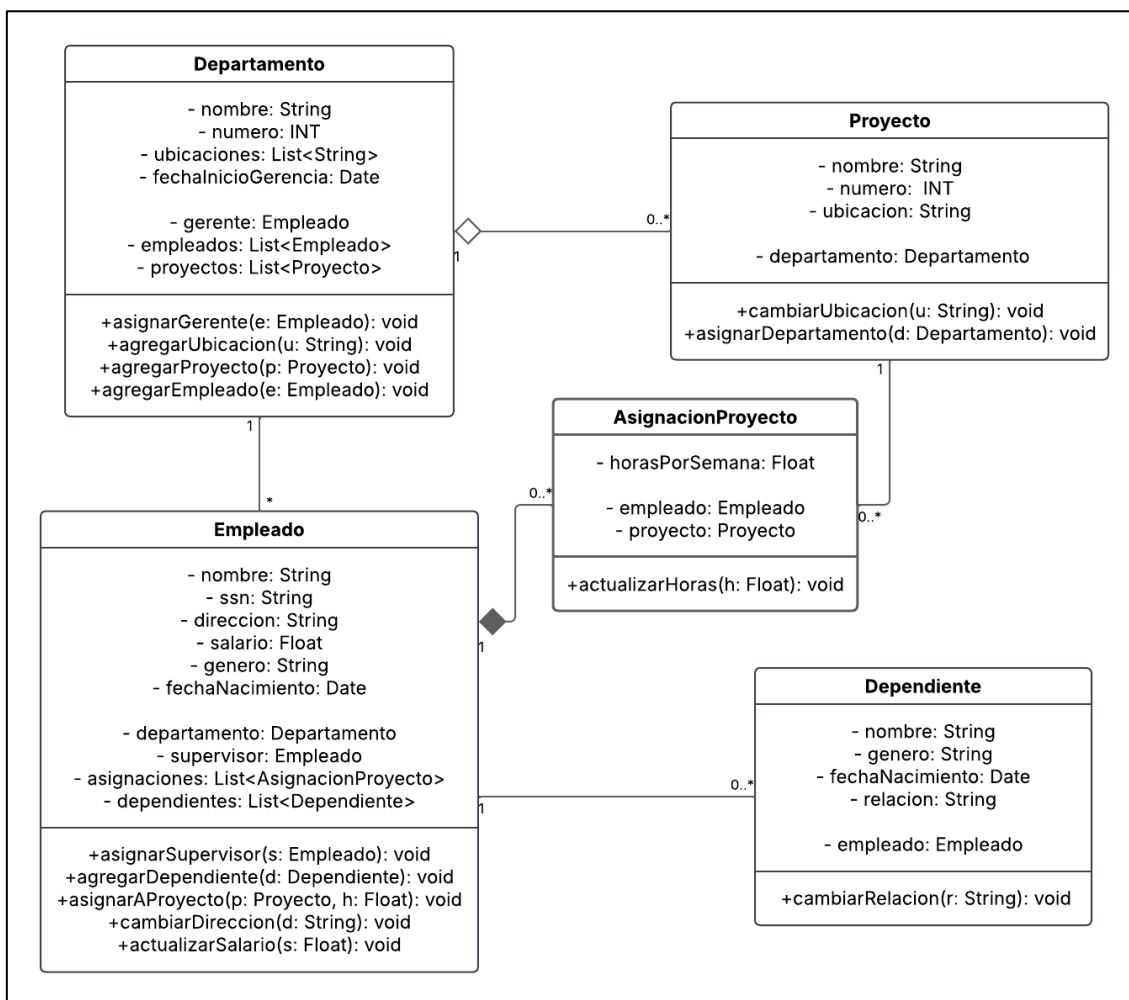 Departamento
- nombre: String
- numero: INT
- ubicaciones: List<String>
- fechaInicioGerencia: Date
- gerente: Empleado
- empleados: List<Empleado>
- proyectos: List<Proyecto>
+asignarGerente(e: Empleado): void
+agregarUbicacion(u: String): void
+agregarProyecto(p: Proyecto): void
+agregarEmpleado(e: Empleado): void
1
0..*
Proyecto
- nombre: String
- numero:  INT
- ubicacion: String
- departamento: Departamento
+cambiarUbicacion(u: String): void
+asignarDepartamento(d: Departamento): void
1
1
*
AsignacionProyecto
- horasPorSemana: Float
- empleado: Empleado
- proyecto: Proyecto
+actualizarHoras(h: Float): void
0..*
0..*
Empleado
- nombre: String
- ssn: String
- direccion: String
- salario: Float
- genero: String
- fechaNacimiento: Date
- departamento: Departamento
- supervisor: Empleado
- asignaciones: List<AsignacionProyecto>
- dependientes: List<Dependiente>
+asignarSupervisor(s: Empleado): void
+agregarDependiente(d: Dependiente): void
+asignarAProyecto(p: Proyecto, h: Float): void
+cambiarDireccion(d: String): void
+actualizarSalario(s: Float): void
1
1
0..*
Dependiente
- nombre: String
- genero: String
- fechaNacimiento: Date
- relacion: String
- empleado: Empleado
+cambiarRelacion(r: String): void